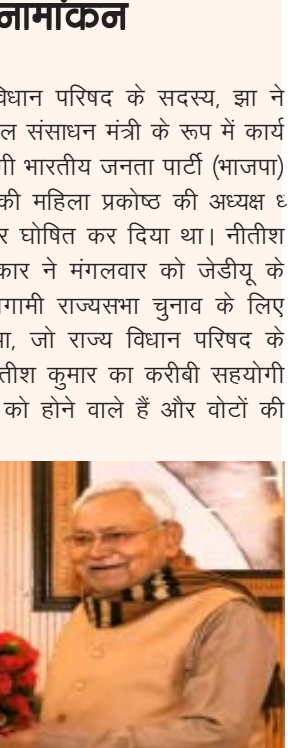 नामांकन
विधान परिषद के सदस्य, झा ने
संसाधन मंत्री के रूप में कार्य
भारतीय जनता पार्टी (भाजपा)
की महिला प्रकोष्ठ की अध्यक्ष
घोषित कर दिया था। नीतीश
ने मंगलवार को जेडीयू के
राज्यसभा चुनाव के लिए
जो राज्य विधान परिषद के
कुमार का करीबी सहयोगी
को होने वाले हैं और वोटों की